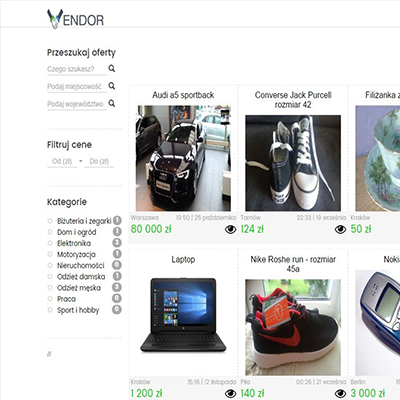 VENDOR
Przeszukaj oferty
Czego szukasz?
Podaj miejscowość
Podaj województwo
Filtruj cene
Od (zł) - Do (zł)
Kategorie
Biżuteria i zegarki 1
Dom i ogród 1
Elektronika 2
Motoryzacja 1
Nieruchomości 0
Odzież damska 0
Odzież męska 3
Praca 0
Sport i hobby 0
//
Audi a5 sportback
Warszawa 19:50 | 25 października
80 000 zł
Converse Jack Purcell
rozmiar 42
Tarnów 22:33 | 19 września
124 zł
Filiżanka z
Kraków
50 zł
Laptop
Kraków 15:16 | 12 listopada
1 200 zł
Nike Roshe run - rozmiar
45a
Piła 00:26 | 21 września
140 zł
Nokia
Berlin
3 000 zł